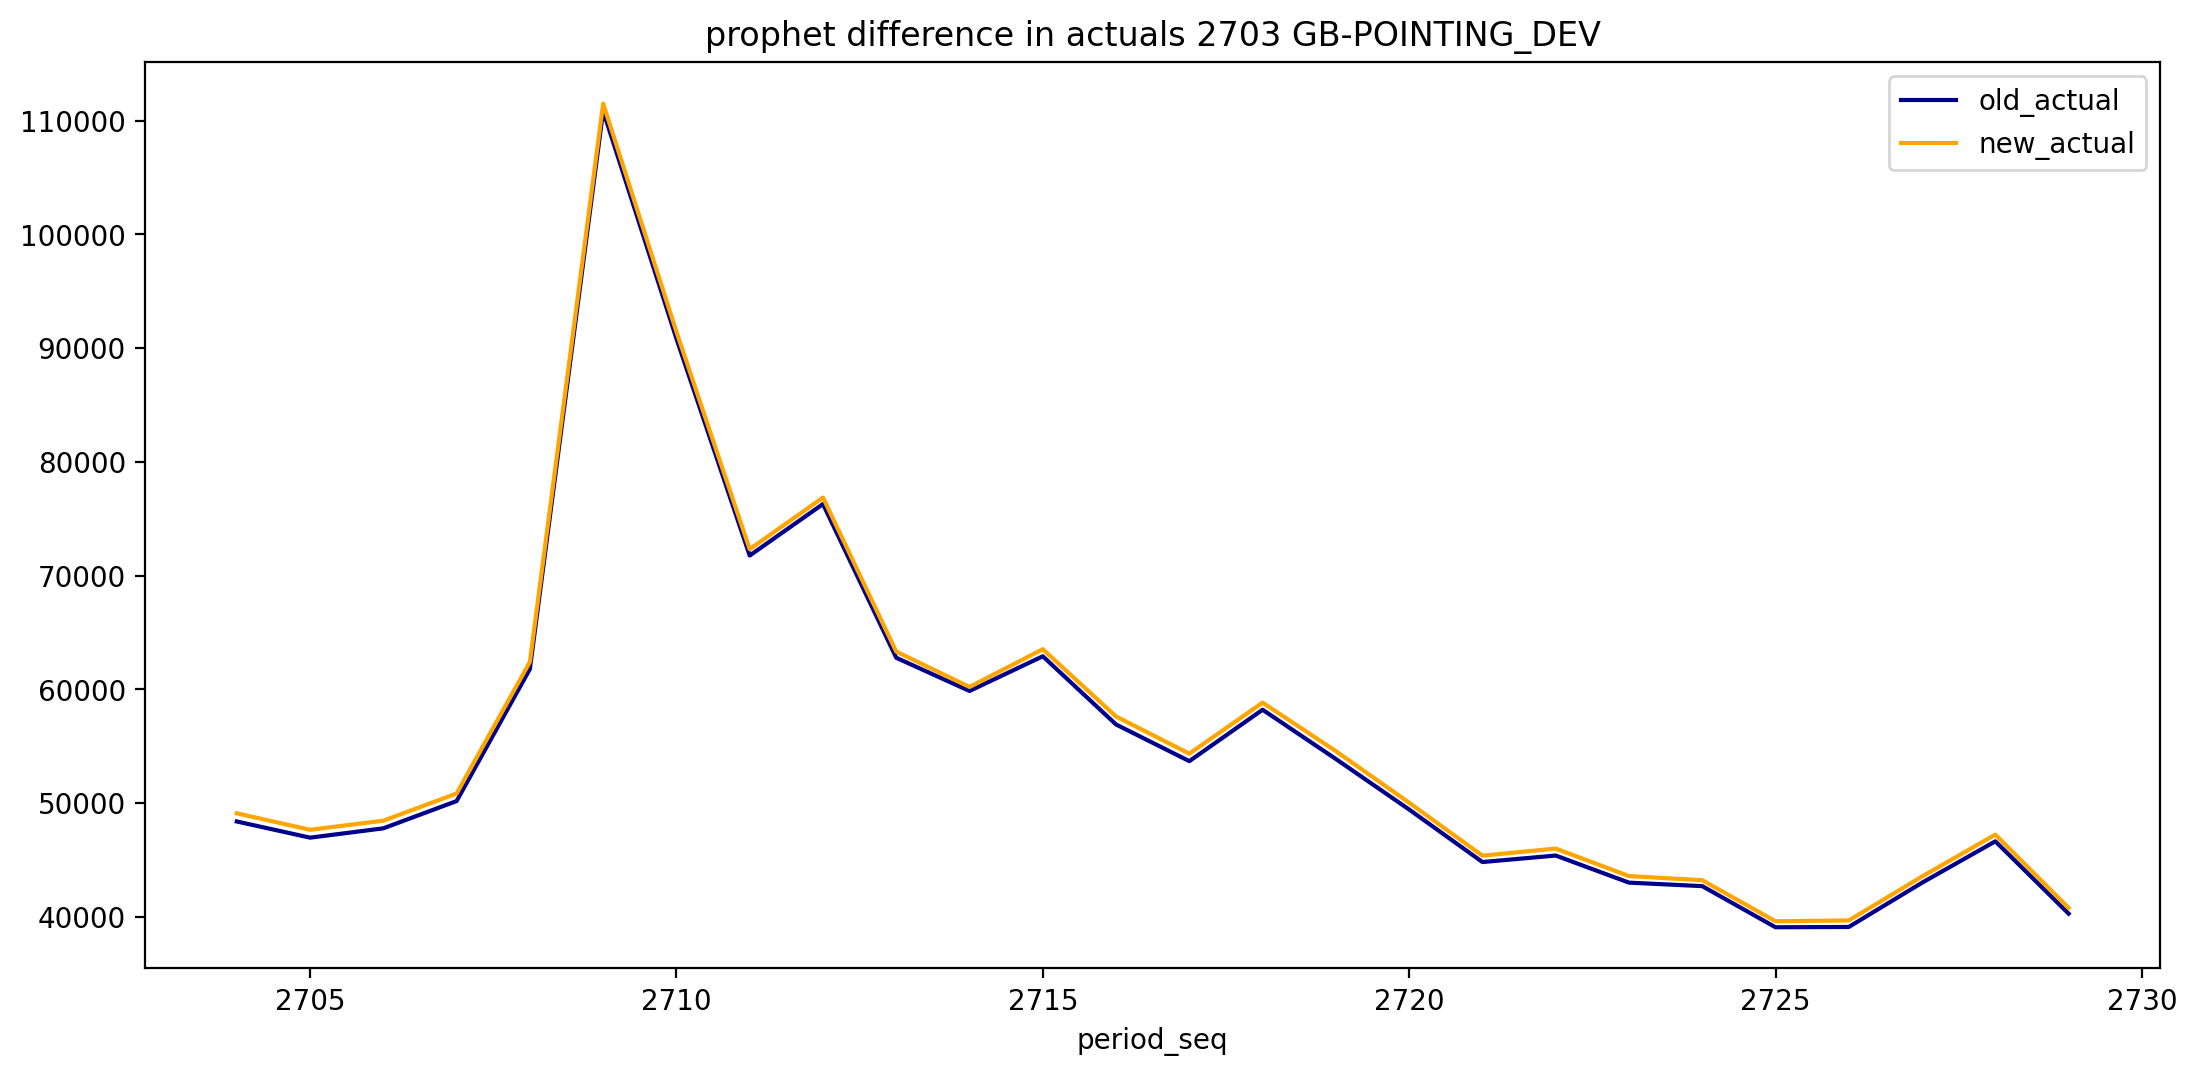 prophet difference in actuals 2703 GB-POINTING_DEV
old_actual
new_actual
110000
100000
90000
80000
70000
60000
50000
40000
2705 2710 2715 2720 2725 2730
period_seq